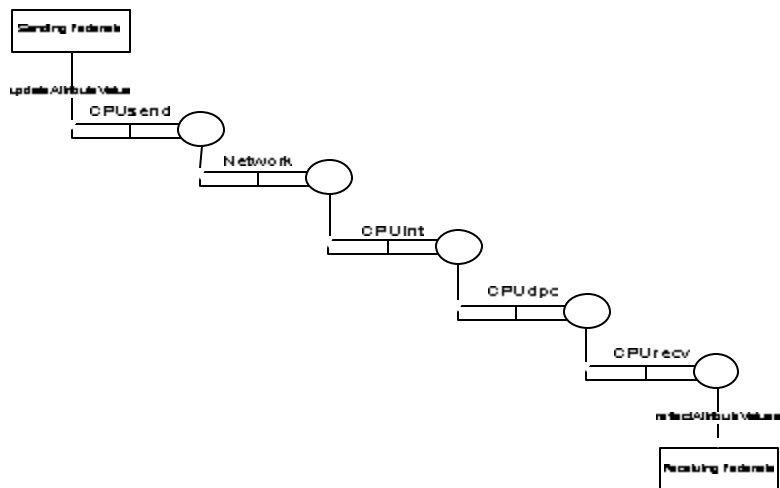 Sending Federate
updateAttributeValue
CPUsend
Network
CPUint
CPUdpc
CPUrecv
reflectAttributeValues
Receiving Federate